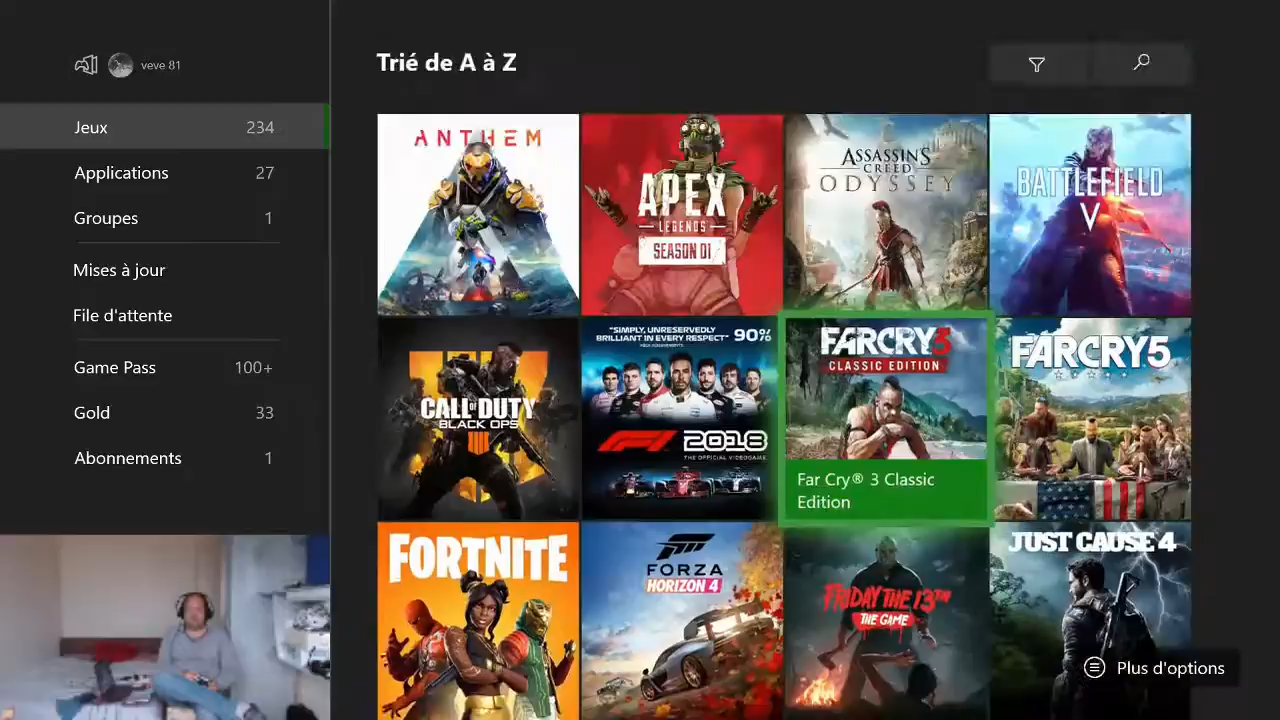 veve 81
Trié de A à Z
Jeux 234
Applications 27
Groupes 1
Mises à jour
File d'attente
Game Pass 100+
Gold 33
Abonnements 1
ANTHEM
APEX
LEGENDS
SEASON 01
ASSASSIN'S
CREED
ODYSSEY
BATTLEFIELD
V
CALL OF DUTY
BLACK OPS
IIII
"SIMPLY, UNRESERVEDLY
BRILLIANT IN EVERY RESPECT" 90%
F1 2018
THE OFFICIAL VIDEOGAME
FARCRY3
CLASSIC EDITION
Far Cry® 3 Classic
Edition
FARCRY5
FORTNITE
FORZA
HORIZON 4
FRIDAY THE 13TH
THE GAME
JUST CAUSE 4
Plus d'options